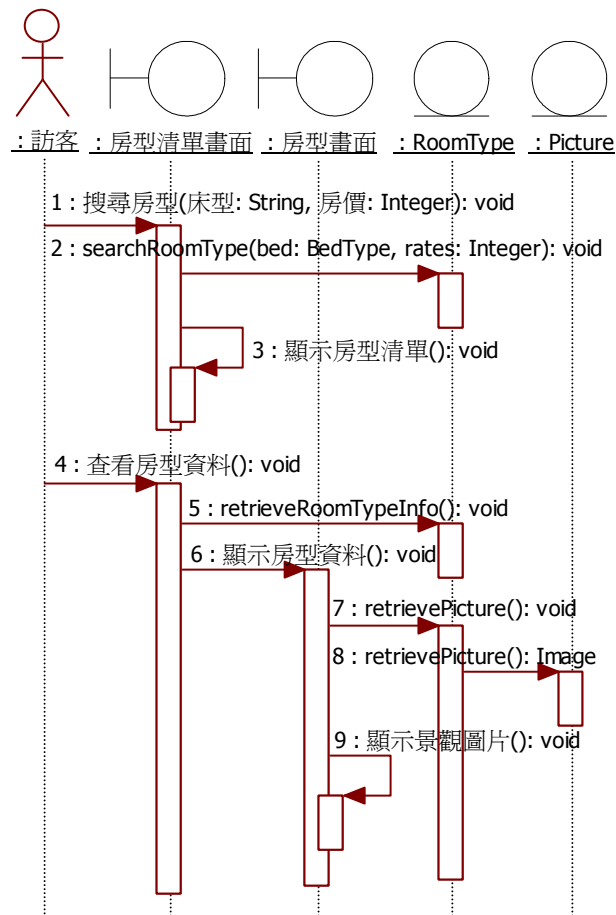 : 訪客 : 房型清單畫面 : 房型畫面 : RoomType : Picture
1 : 搜尋房型(床型: String, 房價: Integer): void
2 : searchRoomType(bed: BedType, rates: Integer): void
3 : 顯示房型清單(): void
4 : 查看房型資料(): void
5 : retrieveRoomTypeInfo(): void
6 : 顯示房型資料(): void
7 : retrievePicture(): void
8 : retrievePicture(): Image
9 : 顯示景觀圖片(): void